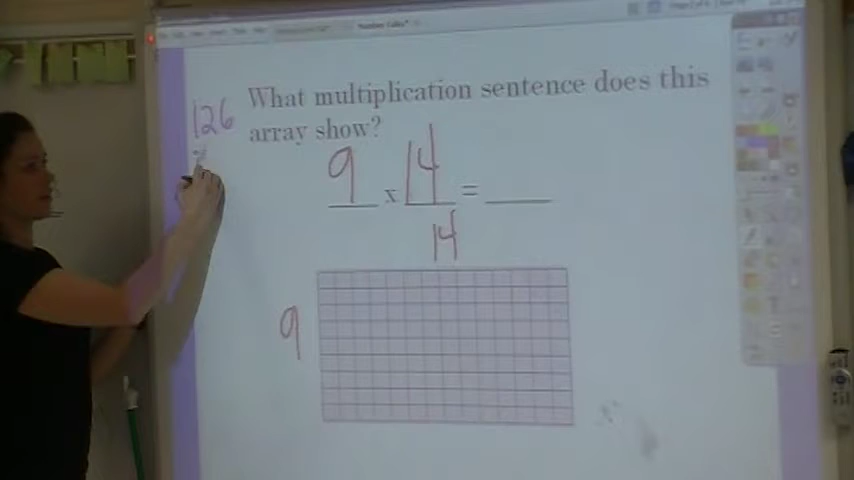 126
What multiplication sentence does this
array show?
9 x 14 = ____
14
9